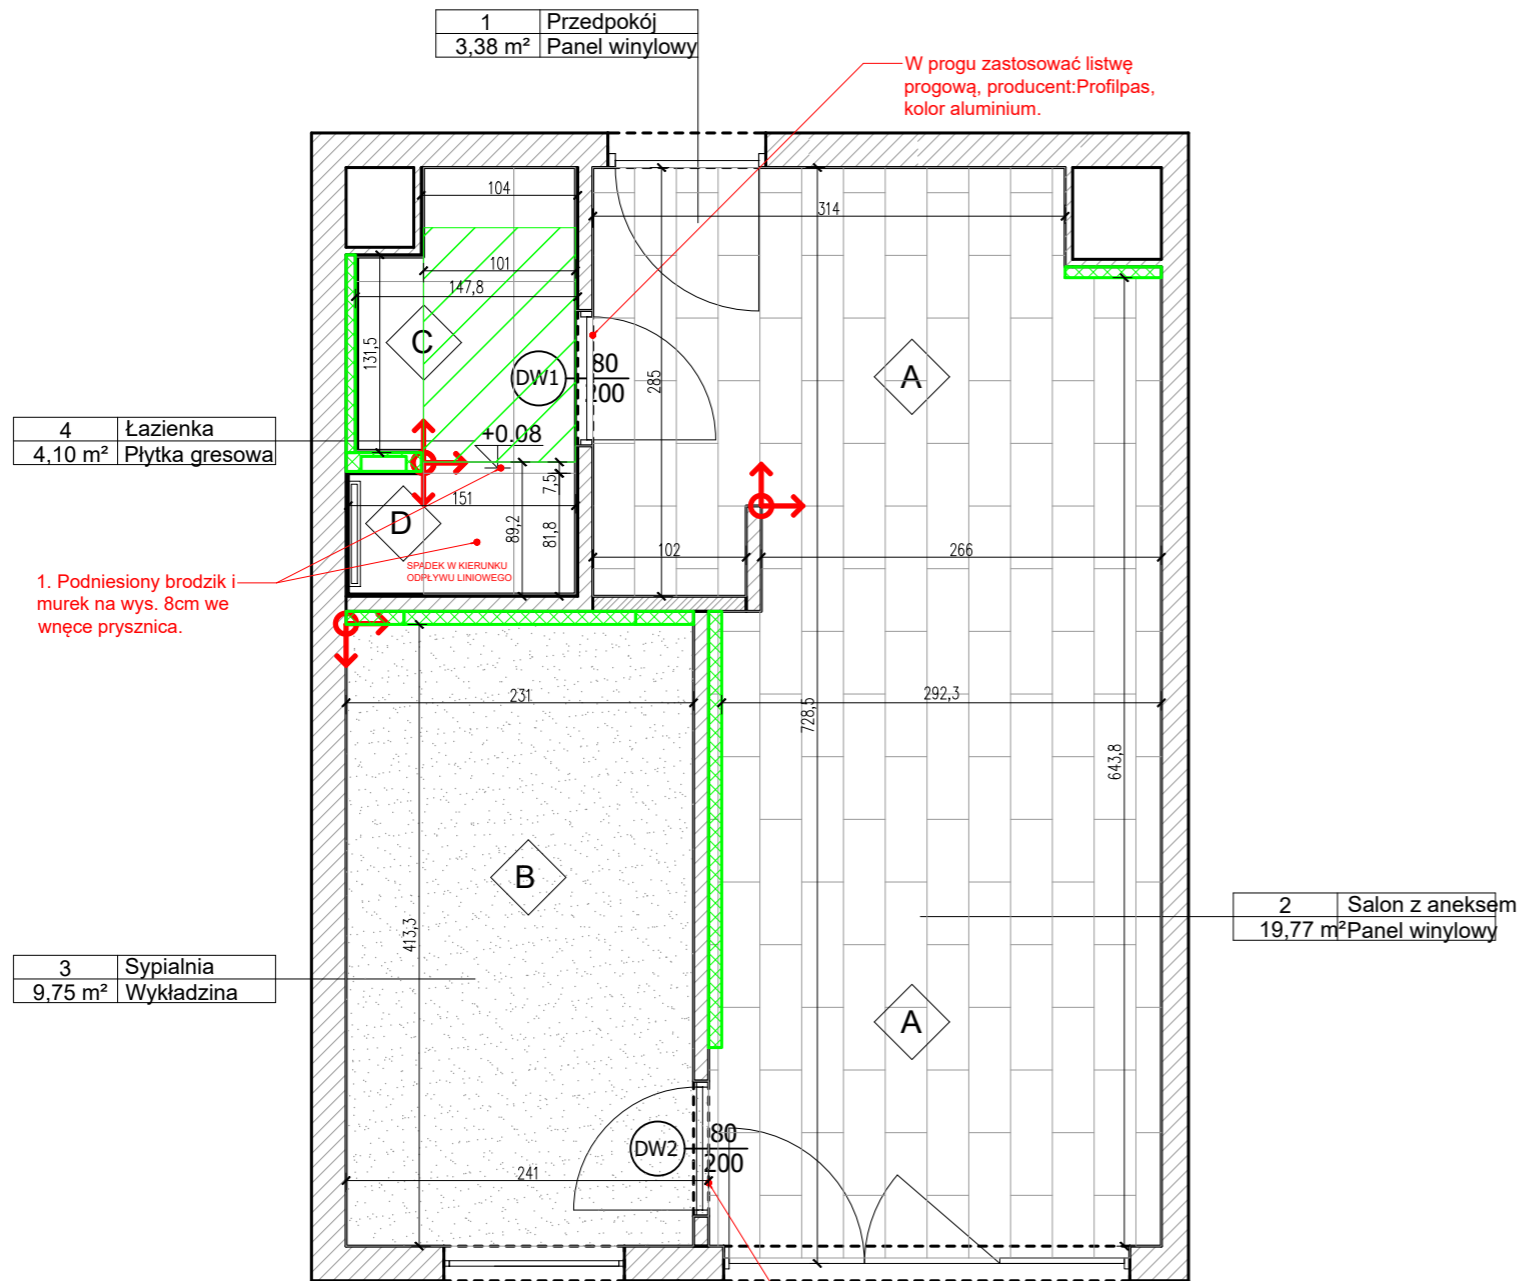 1 Przedpokój
3,38 m² Panel winylowy
W progu zastosować listwę
progową, producent:Profilpas,
kolor aluminium.
104
314
101
147,8
131,5
C
DW1
80
200
285
A
4 Łazienka
4,10 m² Płytka gresowa
+0.08
7,5
151
D
89,2
81,8
102
266
SPADEK W KIERUNKU
ODPŁYWU LINIOWEGO
1. Podniesiony brodzik i
murek na wys. 8cm we
wnęce prysznica.
231
292,3
728,5
643,8
B
413,3
2 Salon z aneksem
19,77 m² Panel winylowy
3 Sypialnia
9,75 m² Wykładzina
A
DW2
80
200
241